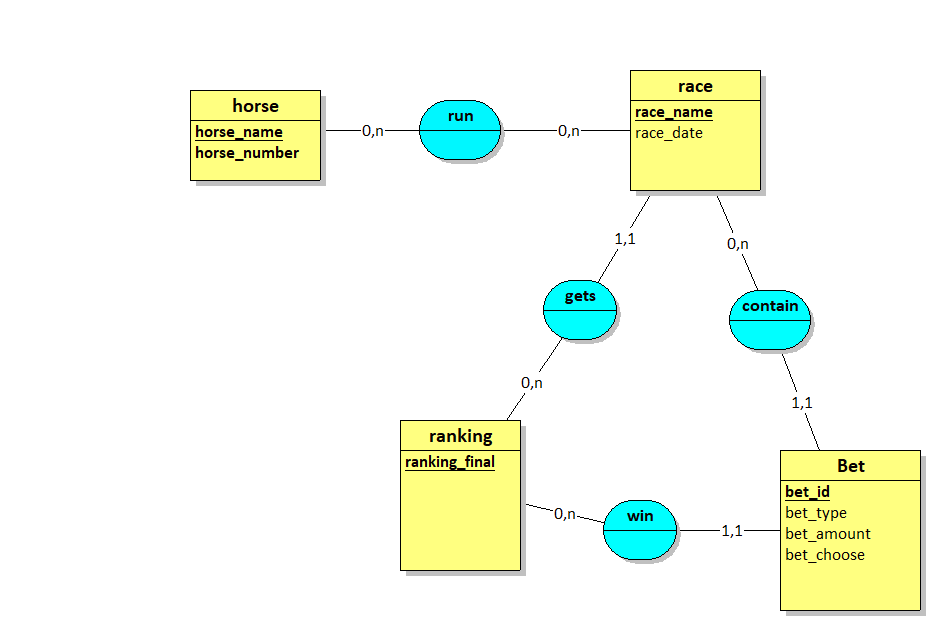 horse
horse_name
horse_number
0,n
run
0,n
race
race_name
race_date
1,1
0,n
gets
contain
0,n
1,1
ranking
ranking_final
0,n
win
1,1
Bet
bet_id
bet_type
bet_amount
bet_choose